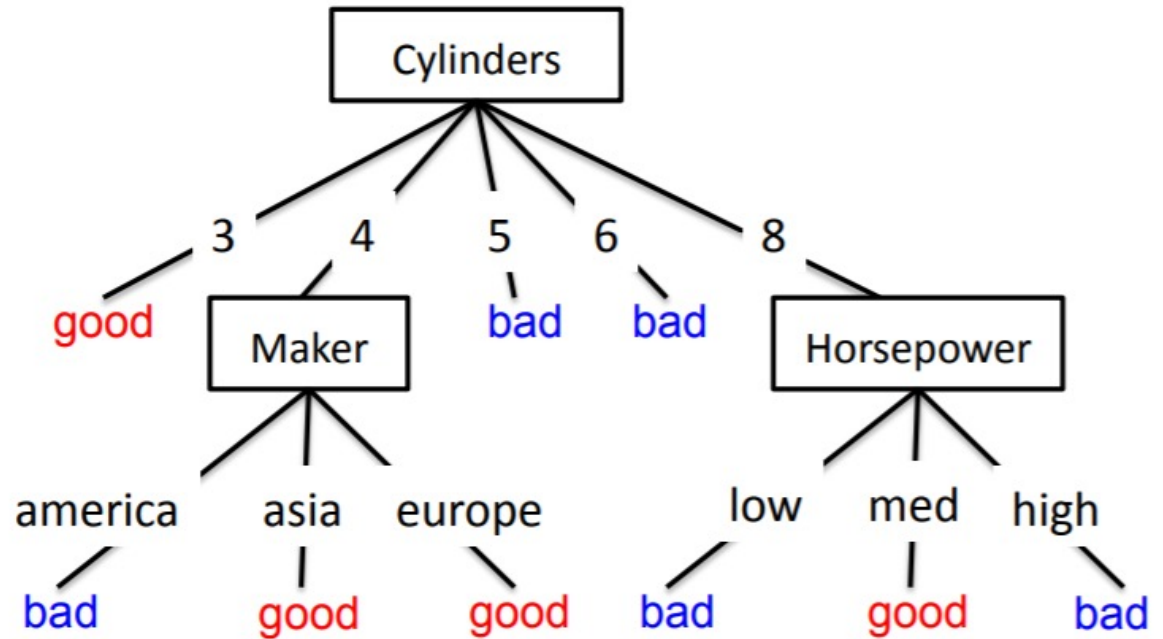 Cylinders
3 4 5 6 8
good Maker bad bad Horsepower
america asia europe low med high
bad good good bad good bad